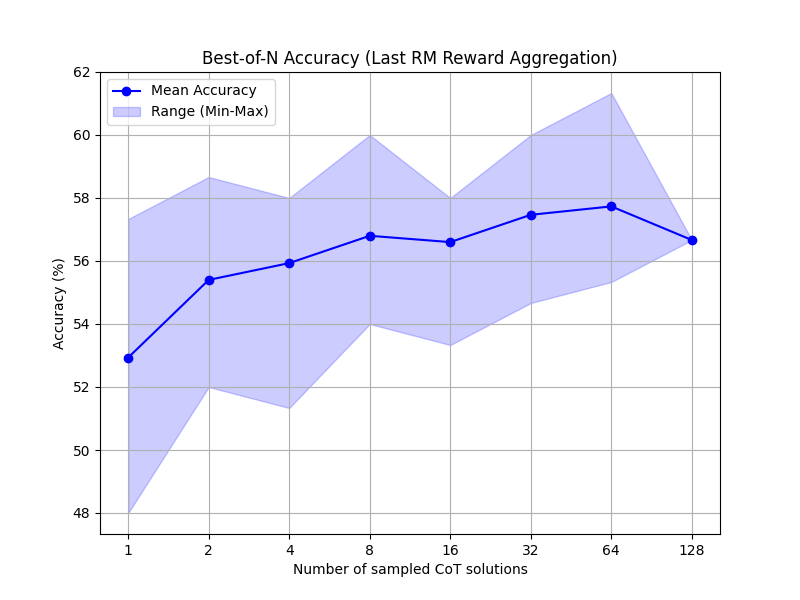 Best-of-N Accuracy (Last RM Reward Aggregation)
Mean Accuracy
Range (Min-Max)
Accuracy (%)
62
60
58
56
54
52
50
48
1 2 4 8 16 32 64 128
Number of sampled CoT solutions